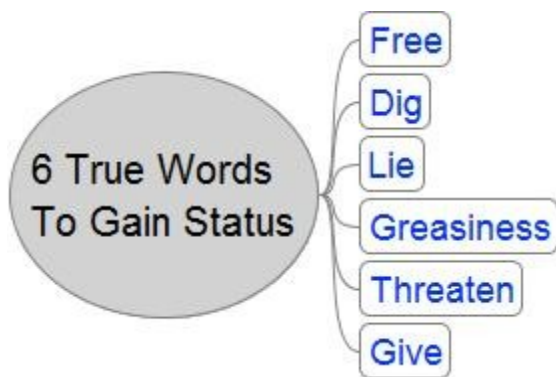 6 True Words
To Gain Status
Free
Dig
Lie
Greasiness
Threaten
Give